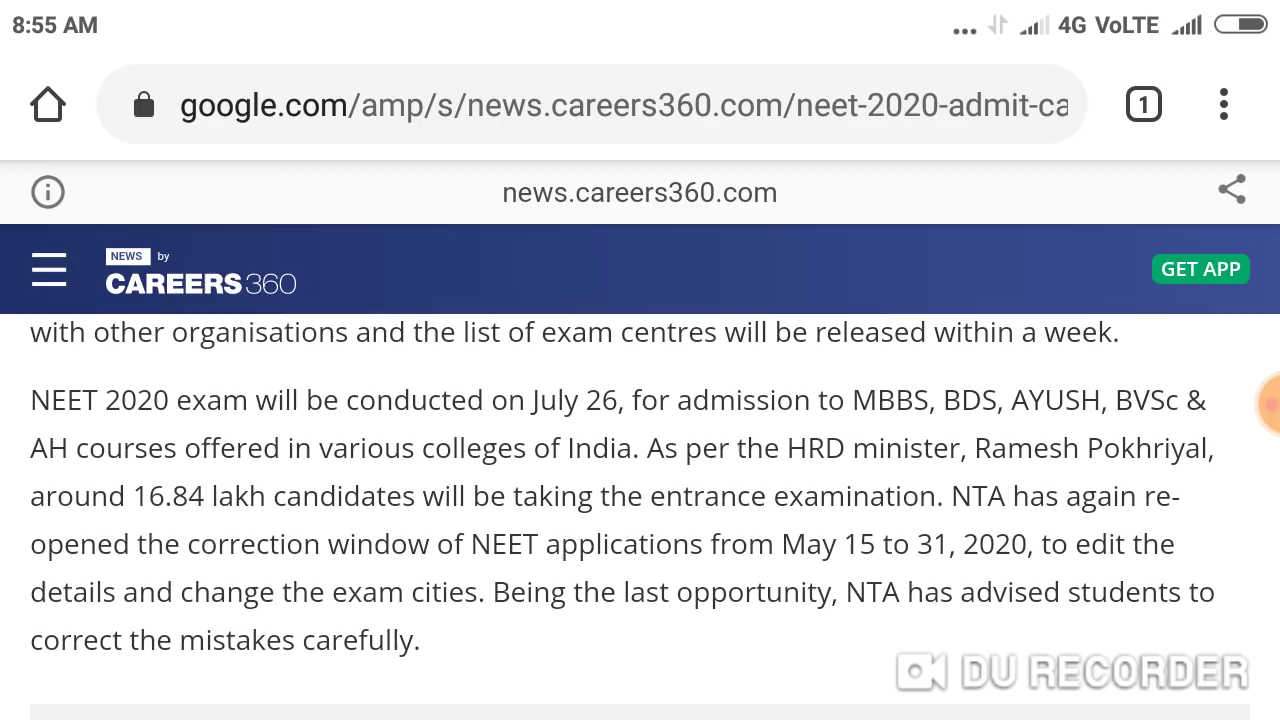 8:55 AM
... 4G VoLTE
google.com/amp/s/news.careers360.com/neet-2020-admit-ca
1
news.careers360.com
NEWS by
CAREERS360
GET APP
with other organisations and the list of exam centres will be released within a week.
NEET 2020 exam will be conducted on July 26, for admission to MBBS, BDS, AYUSH, BVSc &
AH courses offered in various colleges of India. As per the HRD minister, Ramesh Pokhriyal,
around 16.84 lakh candidates will be taking the entrance examination. NTA has again re-
opened the correction window of NEET applications from May 15 to 31, 2020, to edit the
details and change the exam cities. Being the last opportunity, NTA has advised students to
correct the mistakes carefully.
DU RECORDER